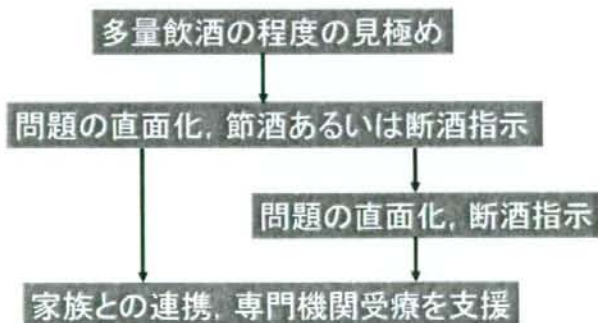 多量飲酒の程度の見極め
問題の直面化, 節酒あるいは断酒指示
問題の直面化, 断酒指示
家族との連携, 専門機関受療を支援